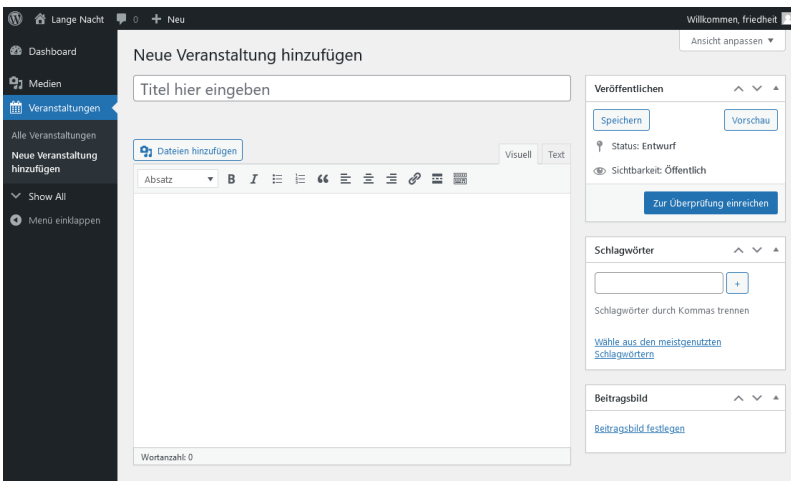 Lange Nacht 0 + Neu Willkommen, friedheit
Ansicht anpassen
Dashboard
Medien
Veranstaltungen
Alle Veranstaltungen
Neue Veranstaltung
hinzufügen
Show All
Menü einklappen
Neue Veranstaltung hinzufügen
Titel hier eingeben
Dateien hinzufügen
Visuell Text
Absatz B I
Wortanzahl: 0
Veröffentlichen
Speichern Vorschau
Status: Entwurf
Sichtbarkeit: Öffentlich
Zur Überprüfung einreichen
Schlagwörter
+
Schlagwörter durch Kommas trennen
Wähle aus den meistgenutzten
Schlagwörtern
Beitragsbild
Beitragsbild festlegen